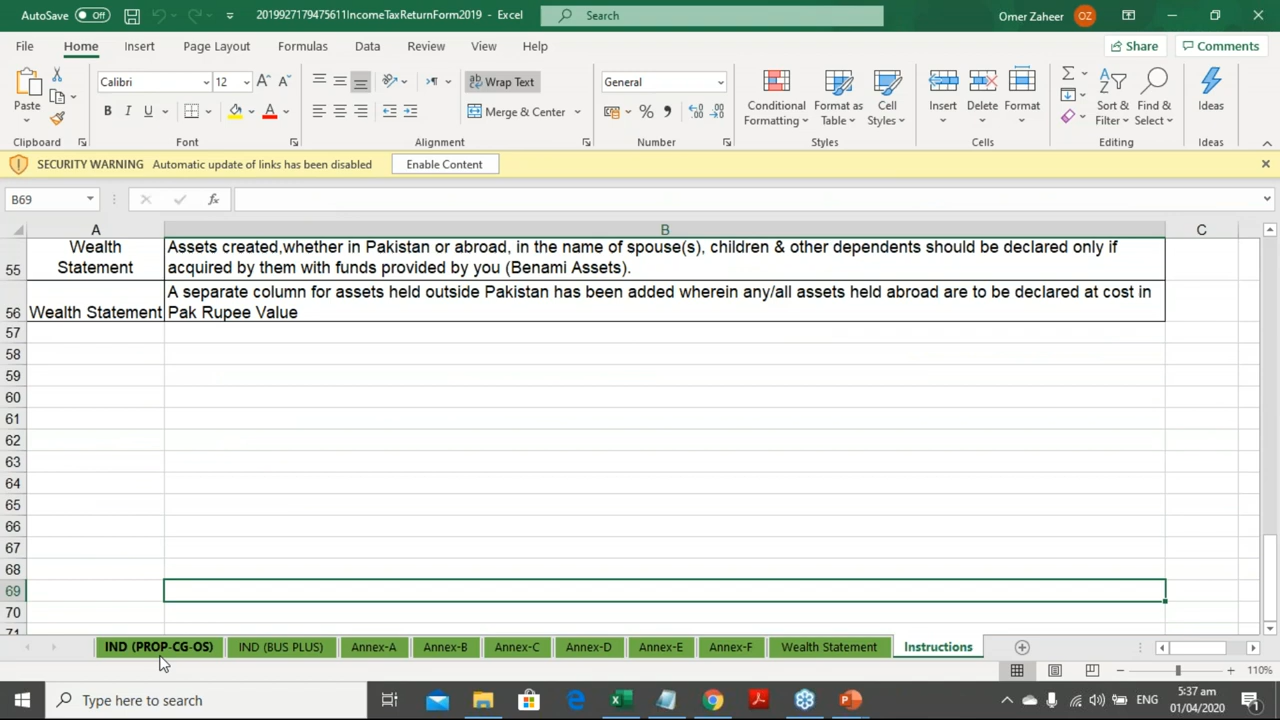 AutoSave Off 2019927179475611IncomeTaxReturnForm2019 - Excel Search Omer Zaheer OZ
File Home Insert Page Layout Formulas Data Review View Help Share Comments
Paste Calibri 12 Wrap Text General Conditional Formatting Format as Table Cell Styles Insert Delete Format Sort & Filter Find & Select Ideas
B I U Merge & Center
Clipboard Font Alignment Number Styles Cells Editing Ideas
SECURITY WARNING Automatic update of links has been disabled Enable Content
B69 fx
A B C
55 Wealth Statement Assets created,whether in Pakistan or abroad, in the name of spouse(s), children & other dependents should be declared only if
acquired by them with funds provided by you (Benami Assets).
56 Wealth Statement A separate column for assets held outside Pakistan has been added wherein any/all assets held abroad are to be declared at cost in
Pak Rupee Value
57
58
59
60
61
62
63
64
65
66
67
68
69
70
71
IND (PROP-CG-OS) IND (BUS PLUS) Annex-A Annex-B Annex-C Annex-D Annex-E Annex-F Wealth Statement Instructions
110%
Type here to search ENG 5:37 am
01/04/2020 1